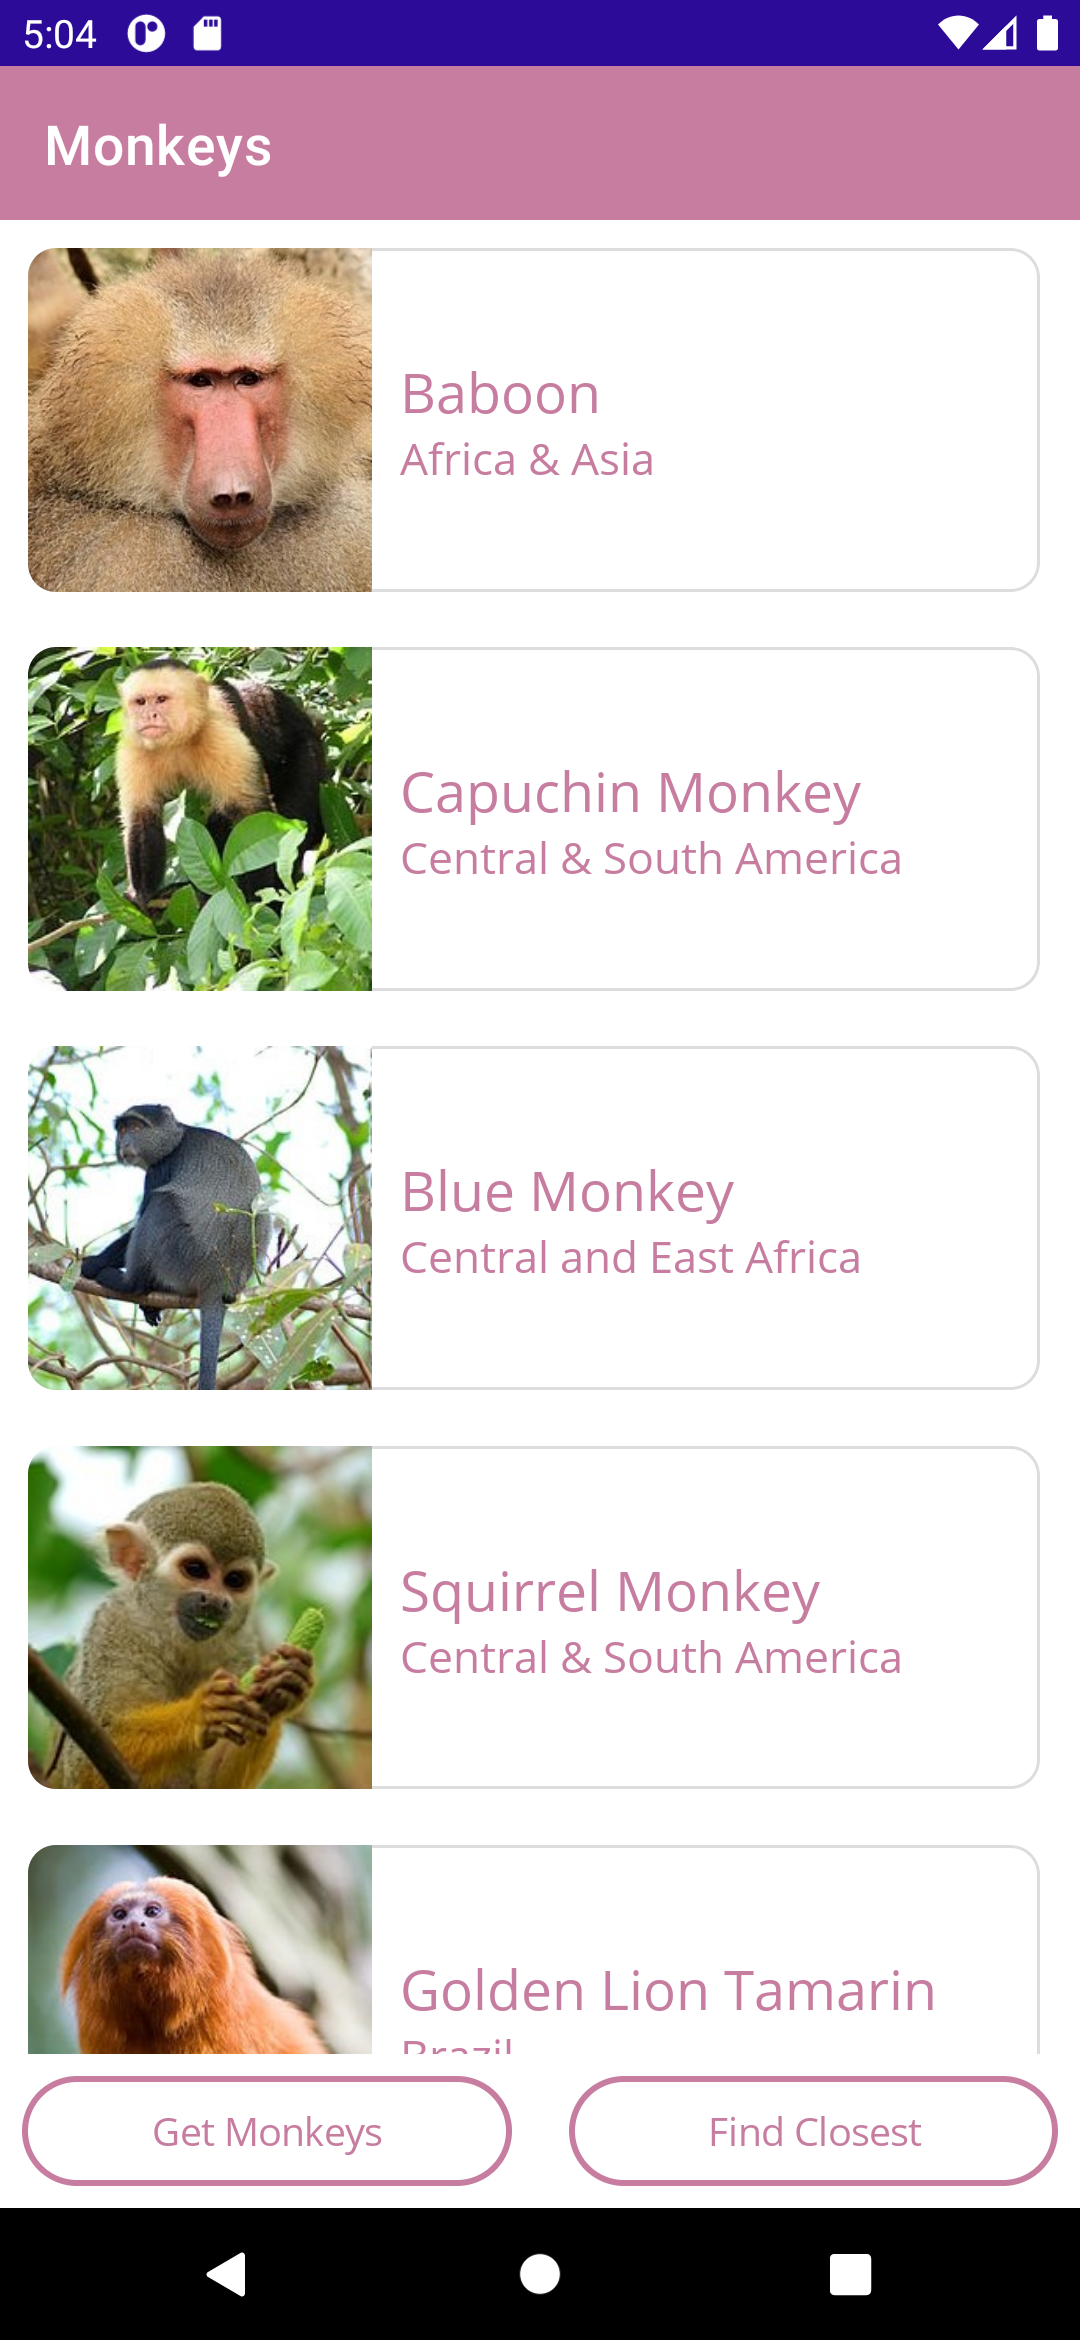 5:04
Monkeys
Baboon
Africa & Asia
Capuchin Monkey
Central & South America
Blue Monkey
Central and East Africa
Squirrel Monkey
Central & South America
Golden Lion Tamarin
Brazil
Get Monkeys
Find Closest